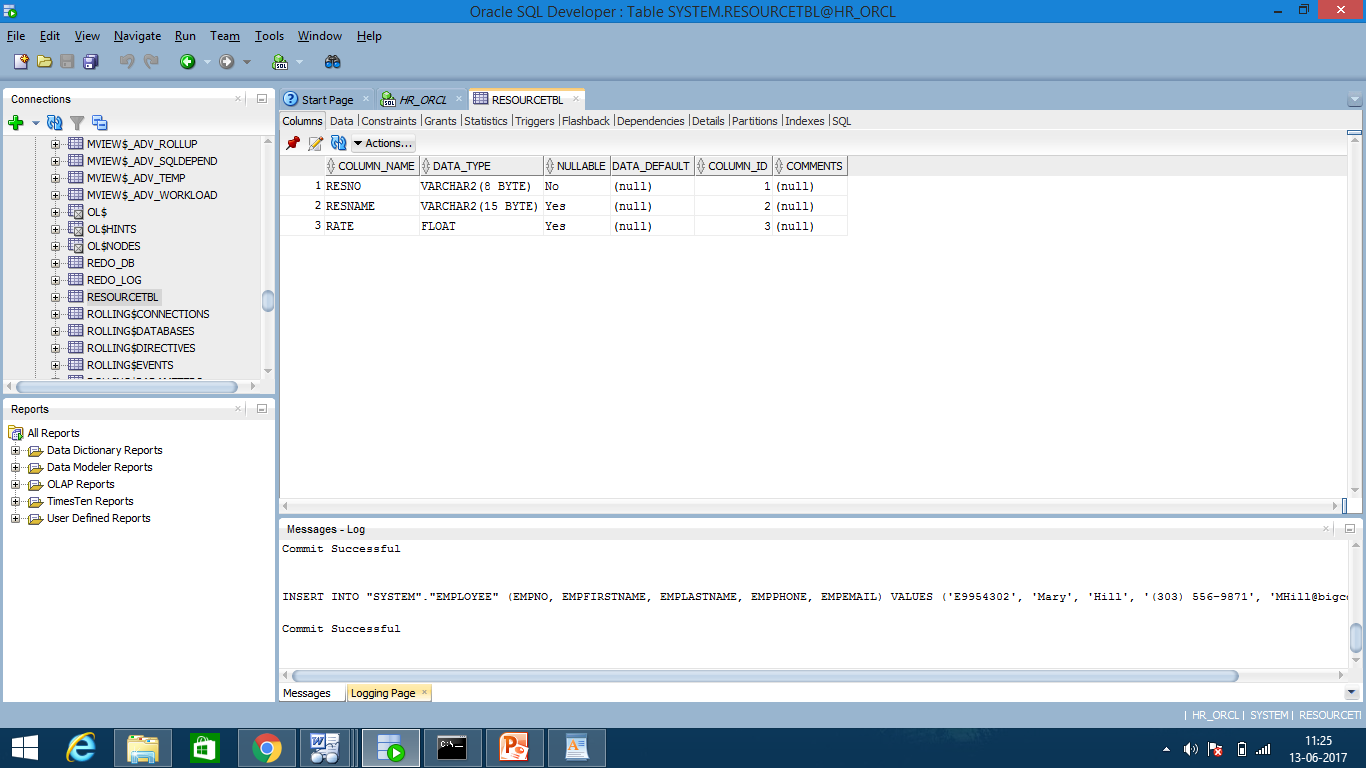 Oracle SQL Developer : Table SYSTEM.RESOURCETBL@HR_ORCL
File Edit View Navigate Run Team Tools Window Help
Connections
MVIEW$_ADV_ROLLUP
MVIEW$_ADV_SQLDEPEND
MVIEW$_ADV_TEMP
MVIEW$_ADV_WORKLOAD
OL$
OL$HINTS
OL$NODES
REDO_DB
REDO_LOG
RESOURCETBL
ROLLING$CONNECTIONS
ROLLING$DATABASES
ROLLING$DIRECTIVES
ROLLING$EVENTS
Reports
All Reports
Data Dictionary Reports
Data Modeler Reports
OLAP Reports
TimesTen Reports
User Defined Reports
Start Page HR_ORCL RESOURCETBL
Columns Data Constraints Grants Statistics Triggers Flashback Dependencies Details Partitions Indexes SQL
Actions...
COLUMN_NAME DATA_TYPE NULLABLE DATA_DEFAULT COLUMN_ID COMMENTS
1 RESNO VARCHAR2(8 BYTE) No (null) 1 (null)
2 RESNAME VARCHAR2(15 BYTE) Yes (null) 2 (null)
3 RATE FLOAT Yes (null) 3 (null)
Messages - Log
Commit Successful
INSERT INTO "SYSTEM"."EMPLOYEE" (EMPNO, EMPFIRSTNAME, EMPLASTNAME, EMPPHONE, EMPEMAIL) VALUES ('E9954302', 'Mary', 'Hill', '(303) 556-9871', 'MHill@bigc
Commit Successful
Messages Logging Page
| HR_ORCL | SYSTEM | RESOURCET
11:25
13-06-2017